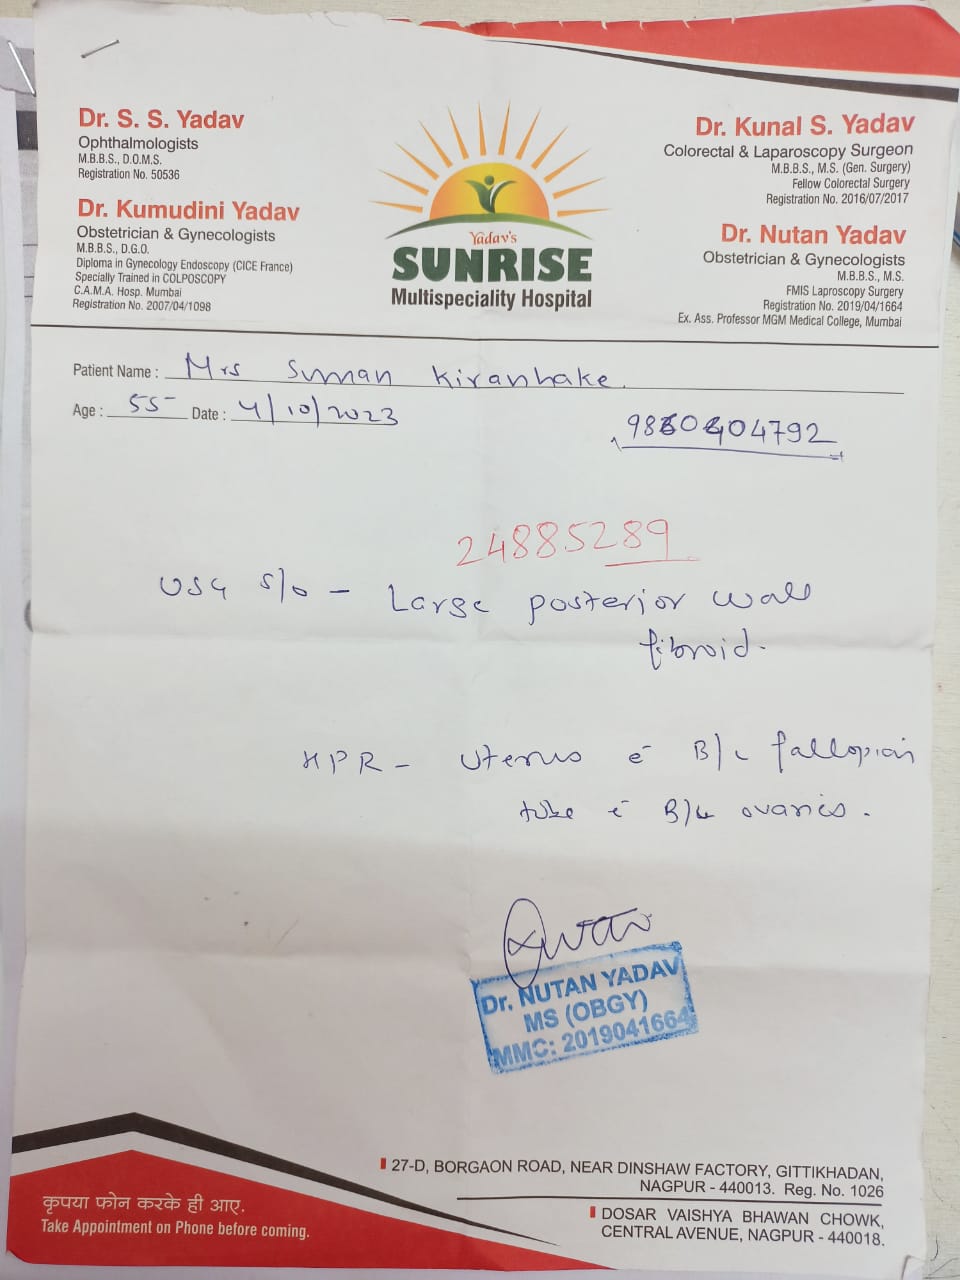 Dr. S. S. Yadav
Ophthalmologists
M.B.B.S., D.O.M.S.
Registration No. 50536
Dr. Kumudini Yadav
Obstetrician & Gynecologists
M.B.B.S., D.G.O.
Diploma in Gynecology Endoscopy (CICE France)
Specially Trained in COLPOSCOPY
C.A.M.A. Hosp. Mumbai
Registration No. 2007/04/1098
Yadav's
SUNRISE
Multispeciality Hospital
Dr. Kunal S. Yadav
Colorectal & Laparoscopy Surgeon
M.B.B.S., M.S. (Gen. Surgery)
Fellow Colorectal Surgery
Registration No. 2016/07/2017
Dr. Nutan Yadav
Obstetrician & Gynecologists
M.B.B.S., M.S.
FMIS Laproscopy Surgery
Registration No. 2019/04/1664
Ex. Ass. Professor MGM Medical College, Mumbai
Patient Name : Mrs Suman Kiranhake.
Age : 55 Date : 4/10/2023
24885289
USG S/o - Large posterior wall
fibroid.
HPR - Uterus c̄ B/L fallopian
tube c̄ B/L ovaries.
Dr. NUTAN YADAV
MS (OBGY)
MMC: 2019041664
27-D, BORGAON ROAD, NEAR DINSHAW FACTORY, GITTIKHADAN,
NAGPUR - 440013. Reg. No. 1026
DOSAR VAISHYA BHAWAN CHOWK,
CENTRAL AVENUE, NAGPUR - 440018.
कृपया फोन करके ही आए.
Take Appointment on Phone before coming.